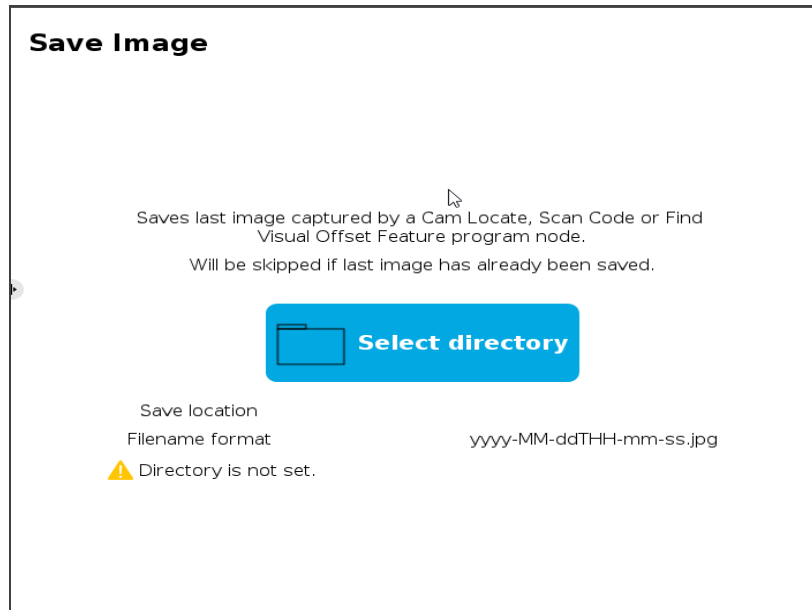 Save Image
Saves last image captured by a Cam Locate, Scan Code or Find
Visual Offset Feature program node.
Will be skipped if last image has already been saved.
Select directory
Save location
Filename format yyyy-MM-ddTHH-mm-ss.jpg
Directory is not set.